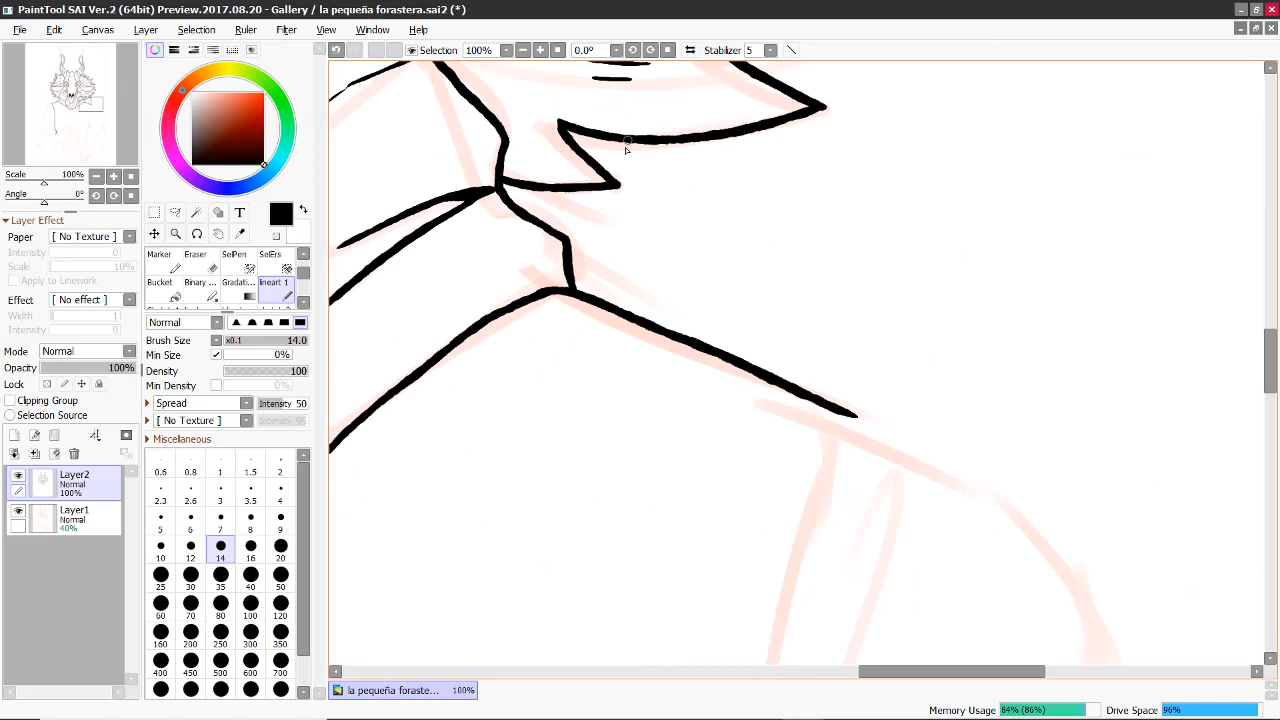 PaintTool SAI Ver.2 (64bit) Preview.2017.08.20 - Gallery / la pequeña forastera.sai2 (*)
File Edit Canvas Layer Selection Ruler Filter View Window Help
Selection 100% 0.0° Stabilizer 5
Scale 100%
Angle 0°
Layer Effect
Paper [ No Texture ]
Intensity 0
Scale 10%
Apply to Linework
Effect [ No effect ]
Width 1
Intensity 0
Mode Normal
Opacity 100%
Lock
Clipping Group
Selection Source
Layer2
Normal
100%
Layer1
Normal
40%
T
Marker Eraser SelPen SelErs
Bucket Binary ... Gradati... lineart 1
Normal
Brush Size x0.1 14.0
Min Size 0%
Density 100
Min Density 0%
Spread Intensity 50
[ No Texture ] Intensity 95
Miscellaneous
0.6 0.8 1 1.5 2
2.3 2.6 3 3.5 4
5 6 7 8 9
10 12 14 16 20
25 30 35 40 50
60 70 80 100 120
160 200 250 300 350
400 450 500 600 700
la pequeña foraste... 100%
Memory Usage 84% (86%) Drive Space 96%